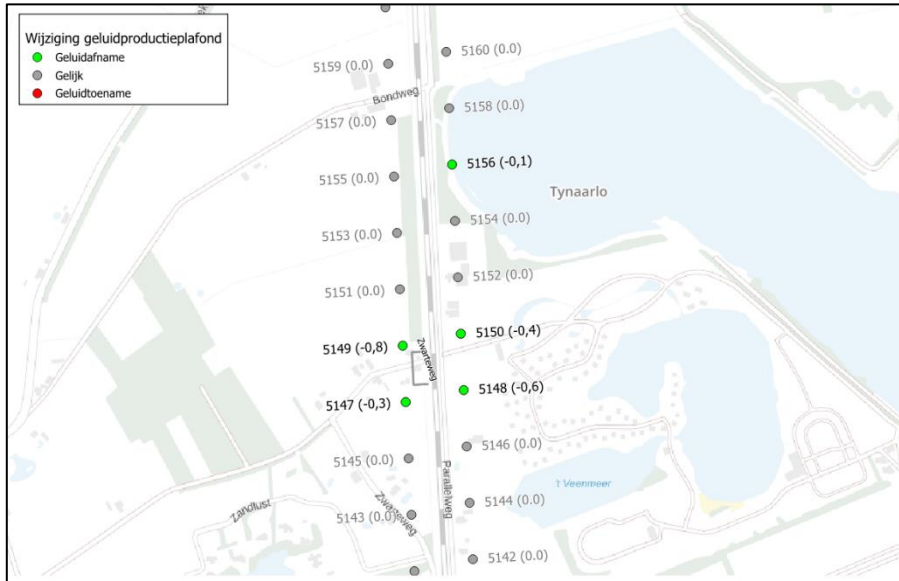 Wijziging geluidproductieplafond
Geluidafname
Gelijk
Geluidtoename
5160 (0.0)
5159 (0.0)
Bondweg
5158 (0.0)
5157 (0.0)
5156 (-0,1)
5155 (0.0)
Tynaarlo
5154 (0.0)
5153 (0.0)
5152 (0.0)
5151 (0.0)
5150 (-0,4)
5149 (-0,8)
Zwarteweg
5148 (-0,6)
5147 (-0,3)
5146 (0.0)
5145 (0.0)
Parallelweg
't Veenmeer
5144 (0.0)
Zandlust
Zwarteweg
5143 (0.0)
5142 (0.0)